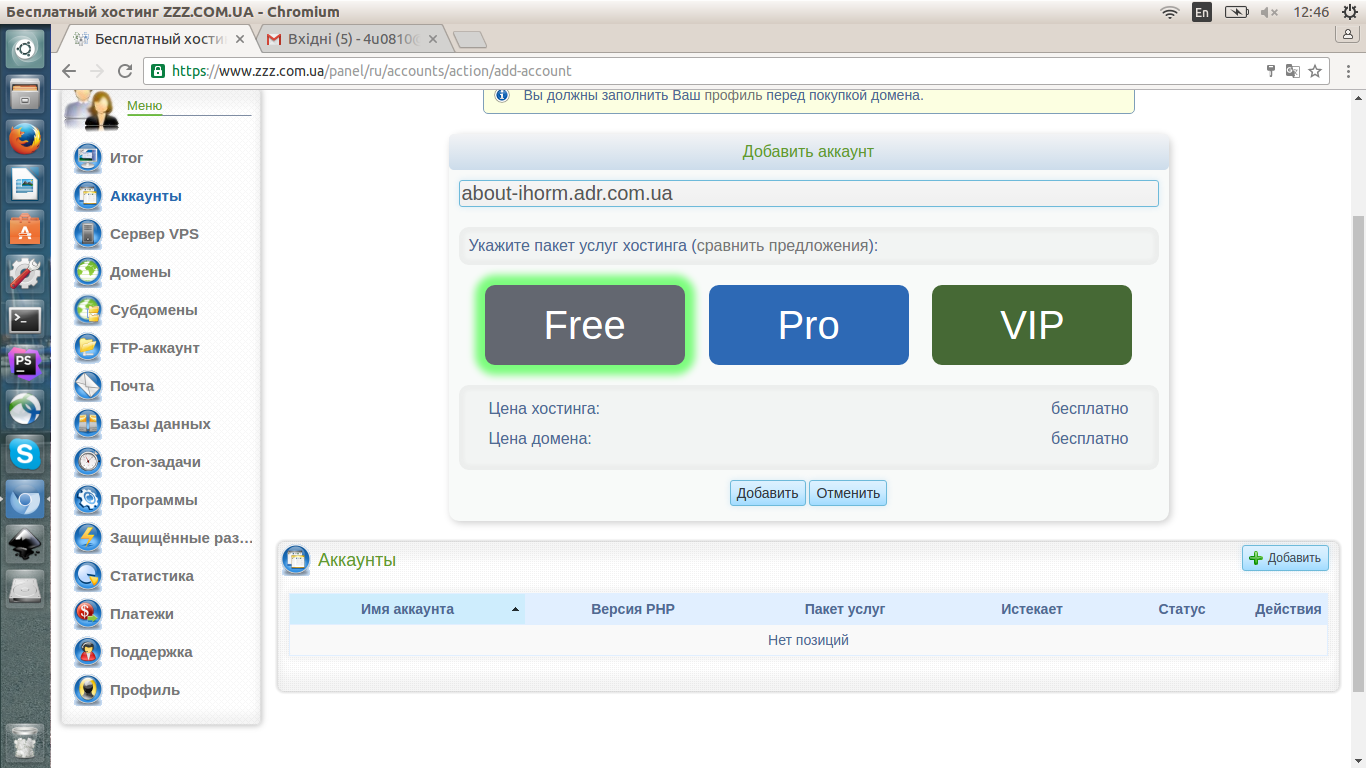 Бесплатный хостинг ZZZ.COM.UA - Chromium
En
12:46
Бесплатный хости
Вхідні (5) - 4u0810@
https://www.zzz.com.ua/panel/ru/accounts/action/add-account
Меню
Итог
Аккаунты
Сервер VPS
Домены
Субдомены
FTP-аккаунт
Почта
Базы данных
Cron-задачи
Программы
Защищённые раз...
Статистика
Платежи
Поддержка
Профиль
Вы должны заполнить Ваш профиль перед покупкой домена.
Добавить аккаунт
about-ihorm.adr.com.ua
Укажите пакет услуг хостинга (сравнить предложения):
Free
Pro
VIP
Цена хостинга: бесплатно
Цена домена: бесплатно
Добавить Отменить
Аккаунты
Добавить
Имя аккаунта Версия PHP Пакет услуг Истекает Статус Действия
Нет позиций
PS